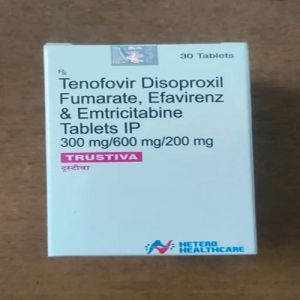 30 Tablets
Rx
Tenofovir Disoproxil
Fumarate, Efavirenz
& Emtricitabine
Tablets IP
300 mg/600 mg/200 mg
TRUSTIVA
ट्रस्टीवा
HETERO
HEALTHCARE